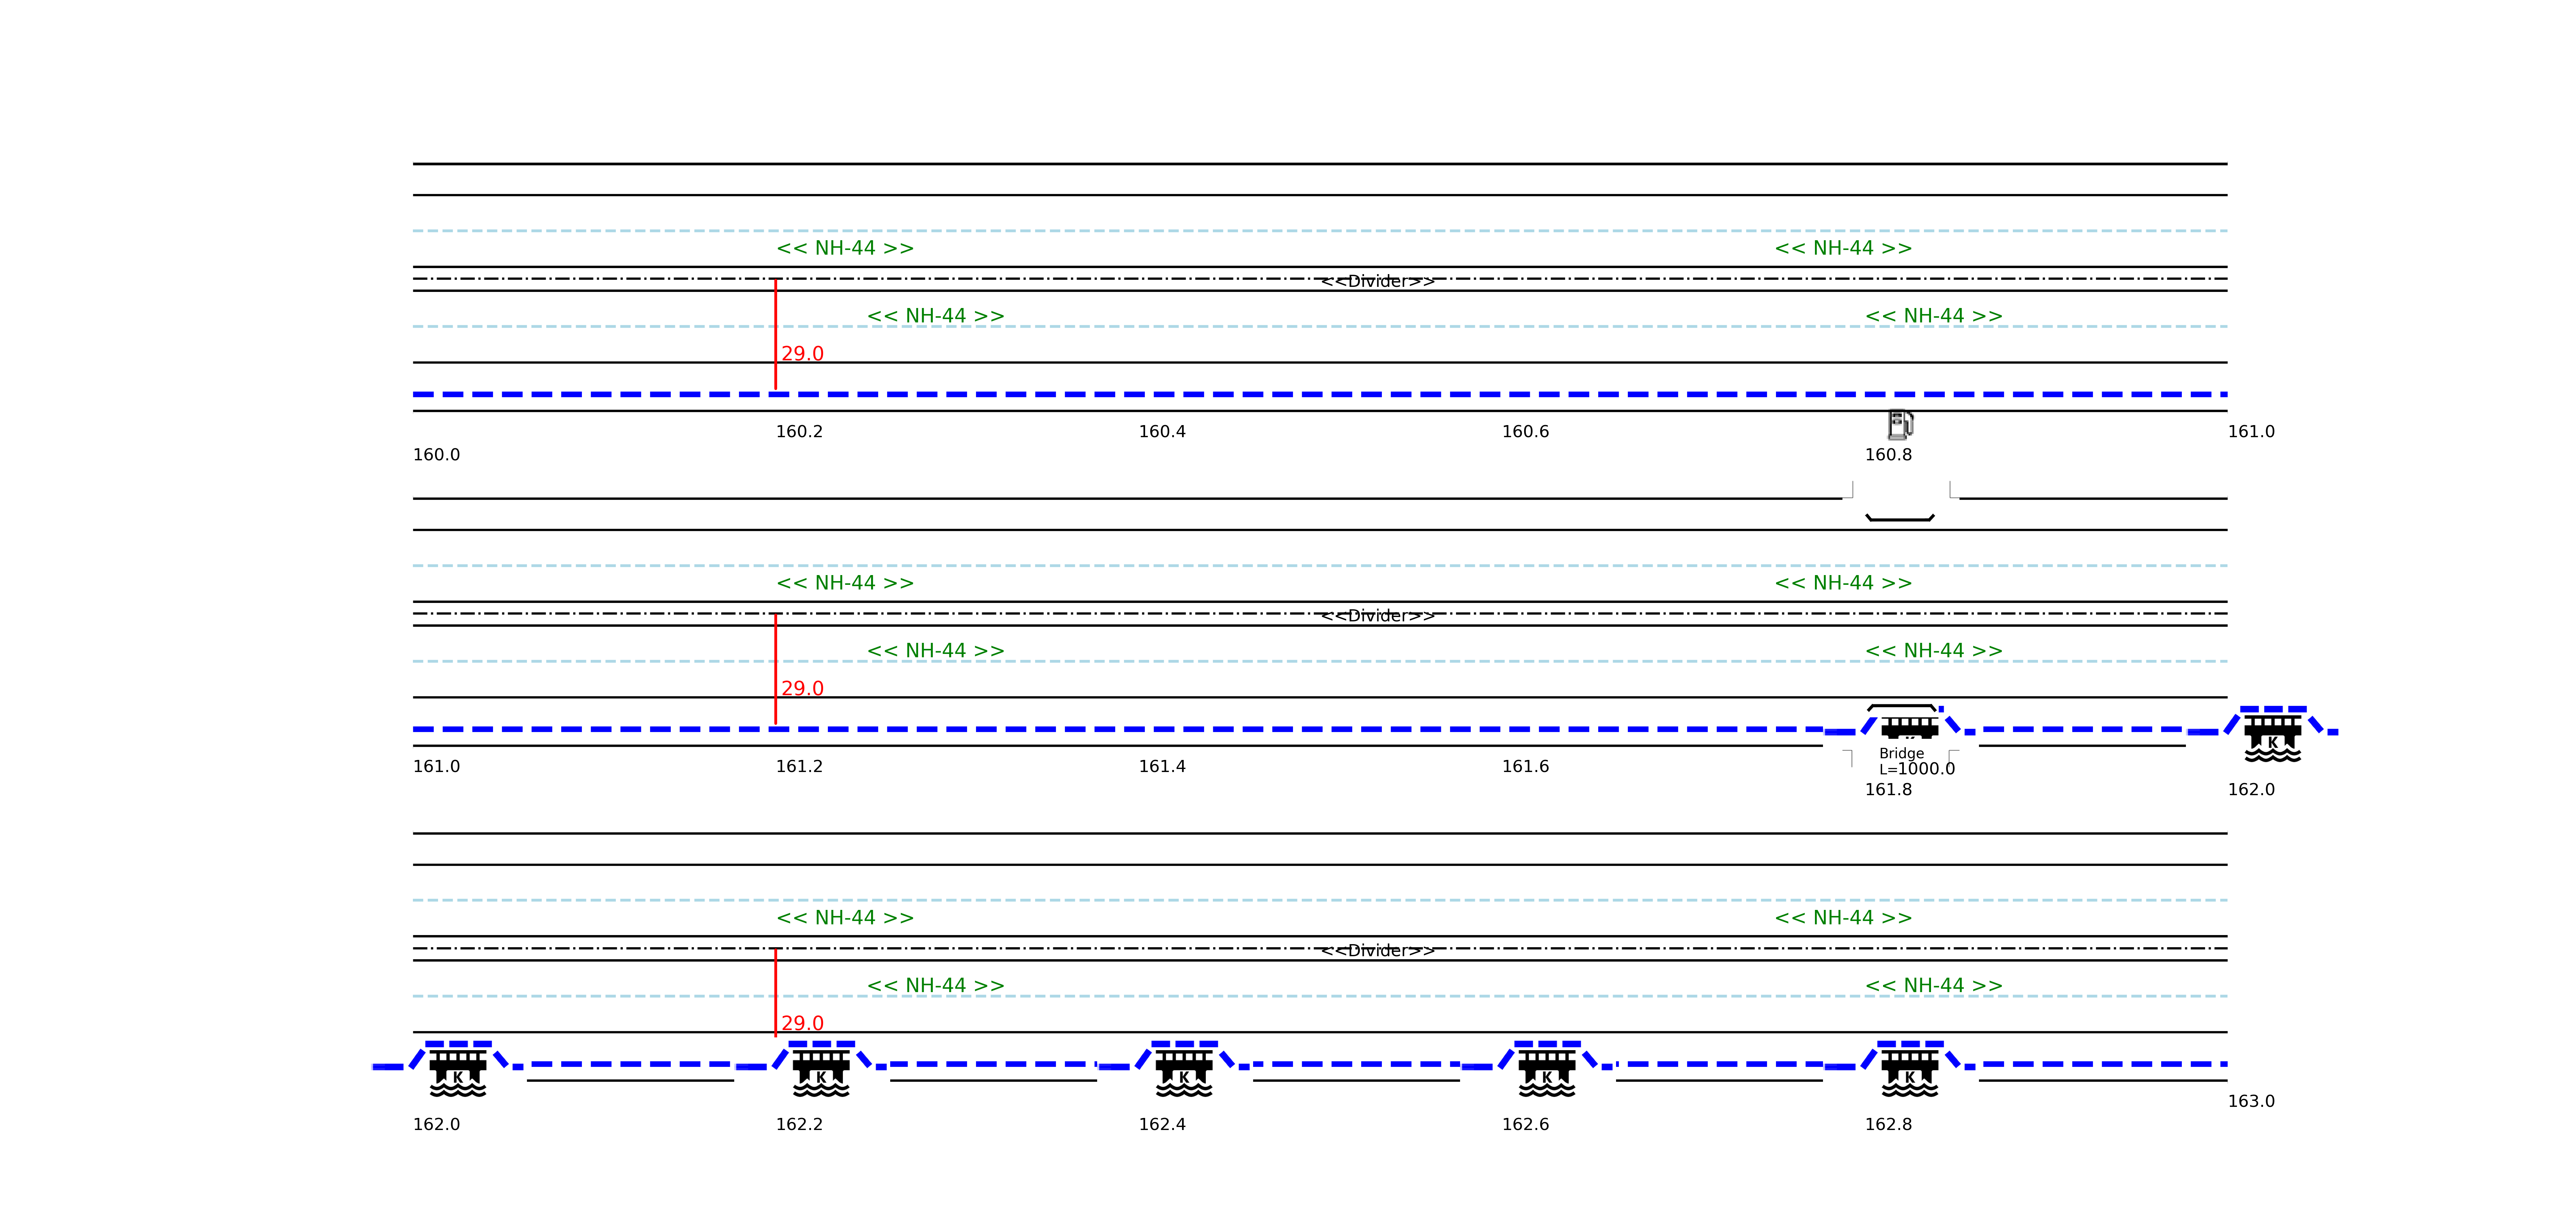 << NH-44 >> << NH-44 >>
<<Divider>>
<< NH-44 >> << NH-44 >>
29.0
160.2 160.4 160.6 161.0
160.0 160.8
<< NH-44 >> << NH-44 >>
<<Divider>>
<< NH-44 >> << NH-44 >>
29.0
K
Bridge
L=1000.0
161.0 161.2 161.4 161.6
161.8 162.0
<< NH-44 >> << NH-44 >>
<<Divider>>
<< NH-44 >> << NH-44 >>
29.0
K K K K K
163.0
162.0 162.2 162.4 162.6 162.8